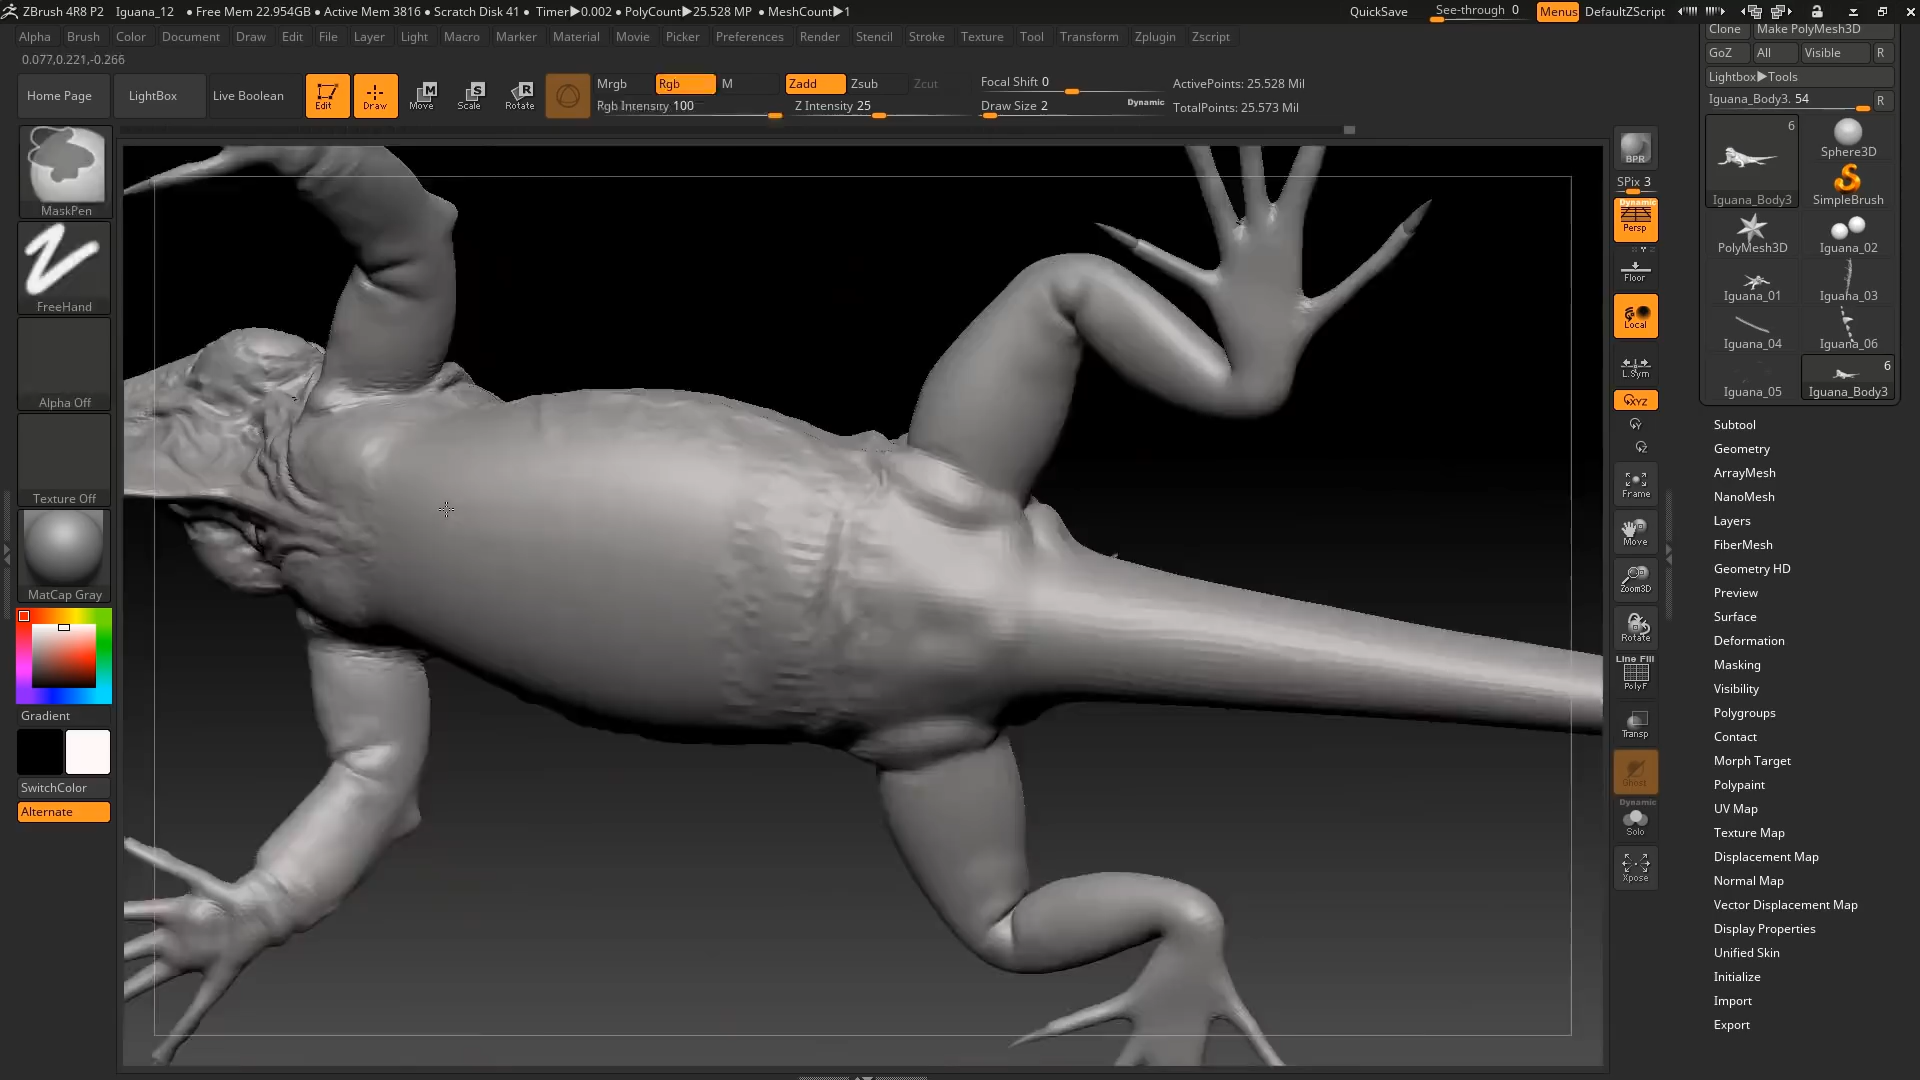 ZBrush 4R8 P2 Iguana_12 ● Free Mem 22.954GB ● Active Mem 3816 ● Scratch Disk 41 ● Timer▶0.002 ● PolyCount▶25.528 MP ● MeshCount▶1 QuickSave See-through 0 Menus DefaultZScript
Alpha Brush Color Document Draw Edit File Layer Light Macro Marker Material Movie Picker Preferences Render Stencil Stroke Texture Tool Transform Zplugin Zscript
0.077,0.221,-0.266
Home Page LightBox Live Boolean Edit Draw Move Scale Rotate
Mrgb Rgb M Zadd Zsub Zcut Focal Shift 0 ActivePoints: 25.528 Mil
Rgb Intensity 100 Z Intensity 25 Draw Size 2 Dynamic TotalPoints: 25.573 Mil
MaskPen
FreeHand
Alpha Off
Texture Off
MatCap Gray
Gradient
SwitchColor
Alternate
BPR
SPix 3
Dynamic
Persp
Floor
Local
L.Sym
XYZ
Y
Z
Frame
Move
Zoom3D
Rotate
Line Fill
PolyF
Transp
Ghost
Dynamic
Solo
Xpose
Clone Make PolyMesh3D
GoZ All Visible R
Lightbox▶Tools
Iguana_Body3. 54 R
6
Iguana_Body3
Sphere3D
SimpleBrush
PolyMesh3D Iguana_02
Iguana_01 Iguana_03
Iguana_04 Iguana_06
6
Iguana_05 Iguana_Body3
Subtool
Geometry
ArrayMesh
NanoMesh
Layers
FiberMesh
Geometry HD
Preview
Surface
Deformation
Masking
Visibility
Polygroups
Contact
Morph Target
Polypaint
UV Map
Texture Map
Displacement Map
Normal Map
Vector Displacement Map
Display Properties
Unified Skin
Initialize
Import
Export